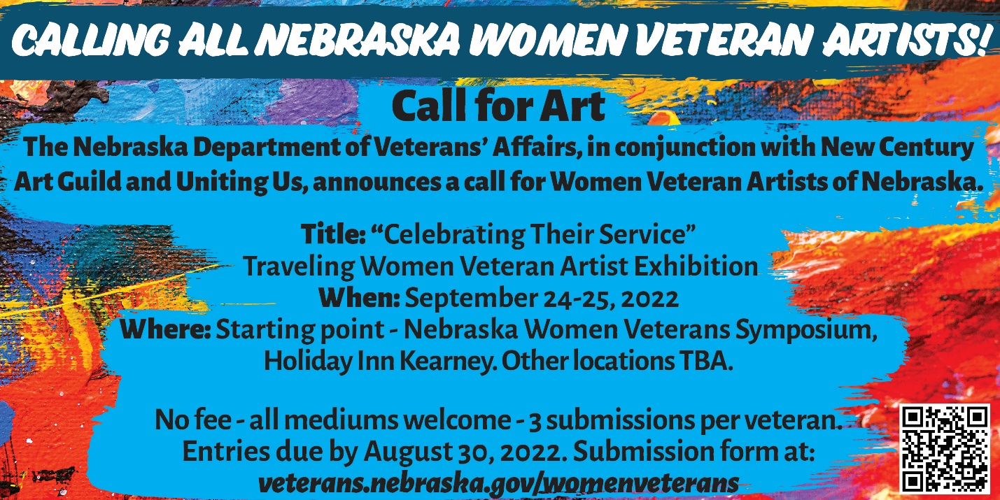 CALLING ALL NEBRASKA WOMEN VETERAN ARTISTS!
Call for Art
The Nebraska Department of Veterans’ Affairs, in conjunction with New Century
Art Guild and Uniting Us, announces a call for Women Veteran Artists of Nebraska.
Title: “Celebrating Their Service”
Traveling Women Veteran Artist Exhibition
When: September 24-25, 2022
Where: Starting point - Nebraska Women Veterans Symposium,
Holiday Inn Kearney. Other locations TBA.
No fee - all mediums welcome - 3 submissions per veteran.
Entries due by August 30, 2022. Submission form at:
veterans.nebraska.gov/womenveterans